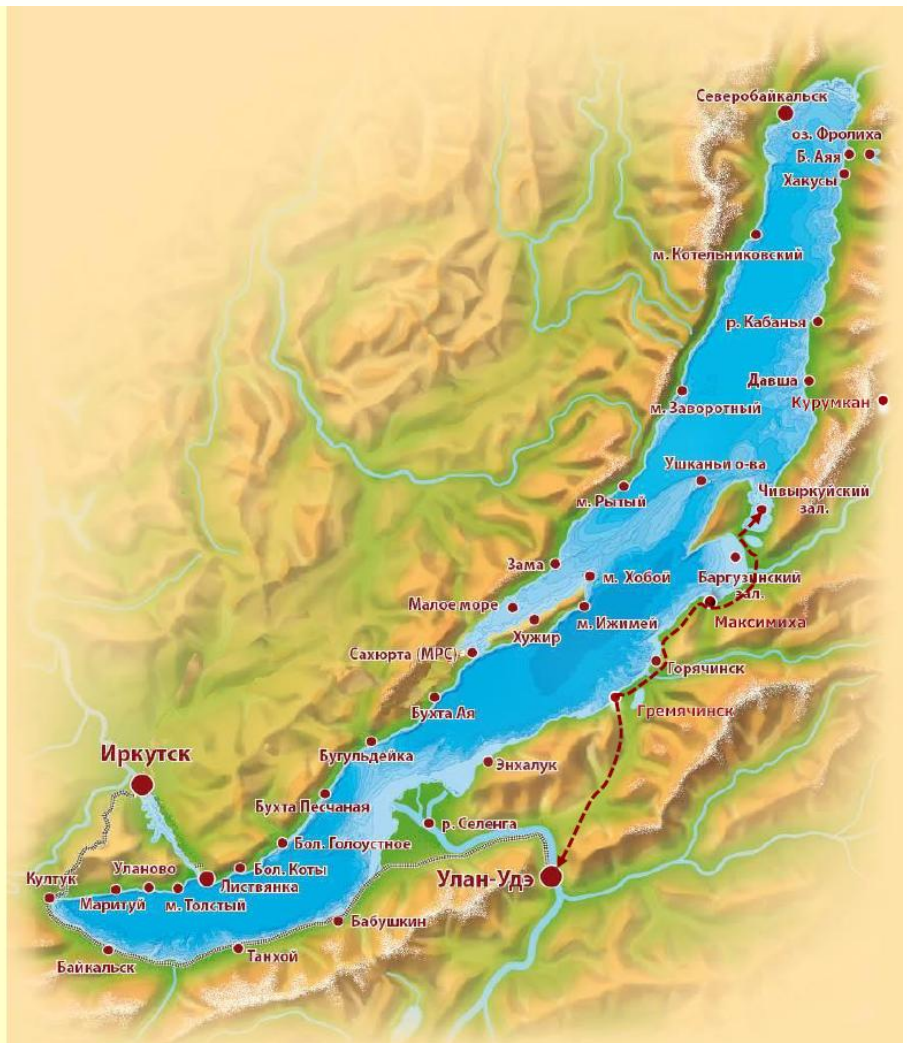 Северобайкальск
оз. Фролиха
Б. Аяя
Хакусы
м. Котельниковский
р. Кабанья
Давша
Курумкан
м. Заворотный
Ушканьи о-ва
м. Рытый
Чивыркуйский
зал.
Зама
м. Хобой
Баргузинский
зал.
Малое море
Хужир
м. Ижимей
Максимиха
Сахюрта (МРС)
Горячинск
Бухта Ая
Гремячинск
Бугульдейка
Иркутск
Энхалук
Бухта Песчаная
р. Селенга
Бол. Голоустное
Бол. Коты
Улан-Удэ
Уланово
Култук
Листвянка
Маритуй
м. Толстый
Бабушкин
Танхой
Байкальск